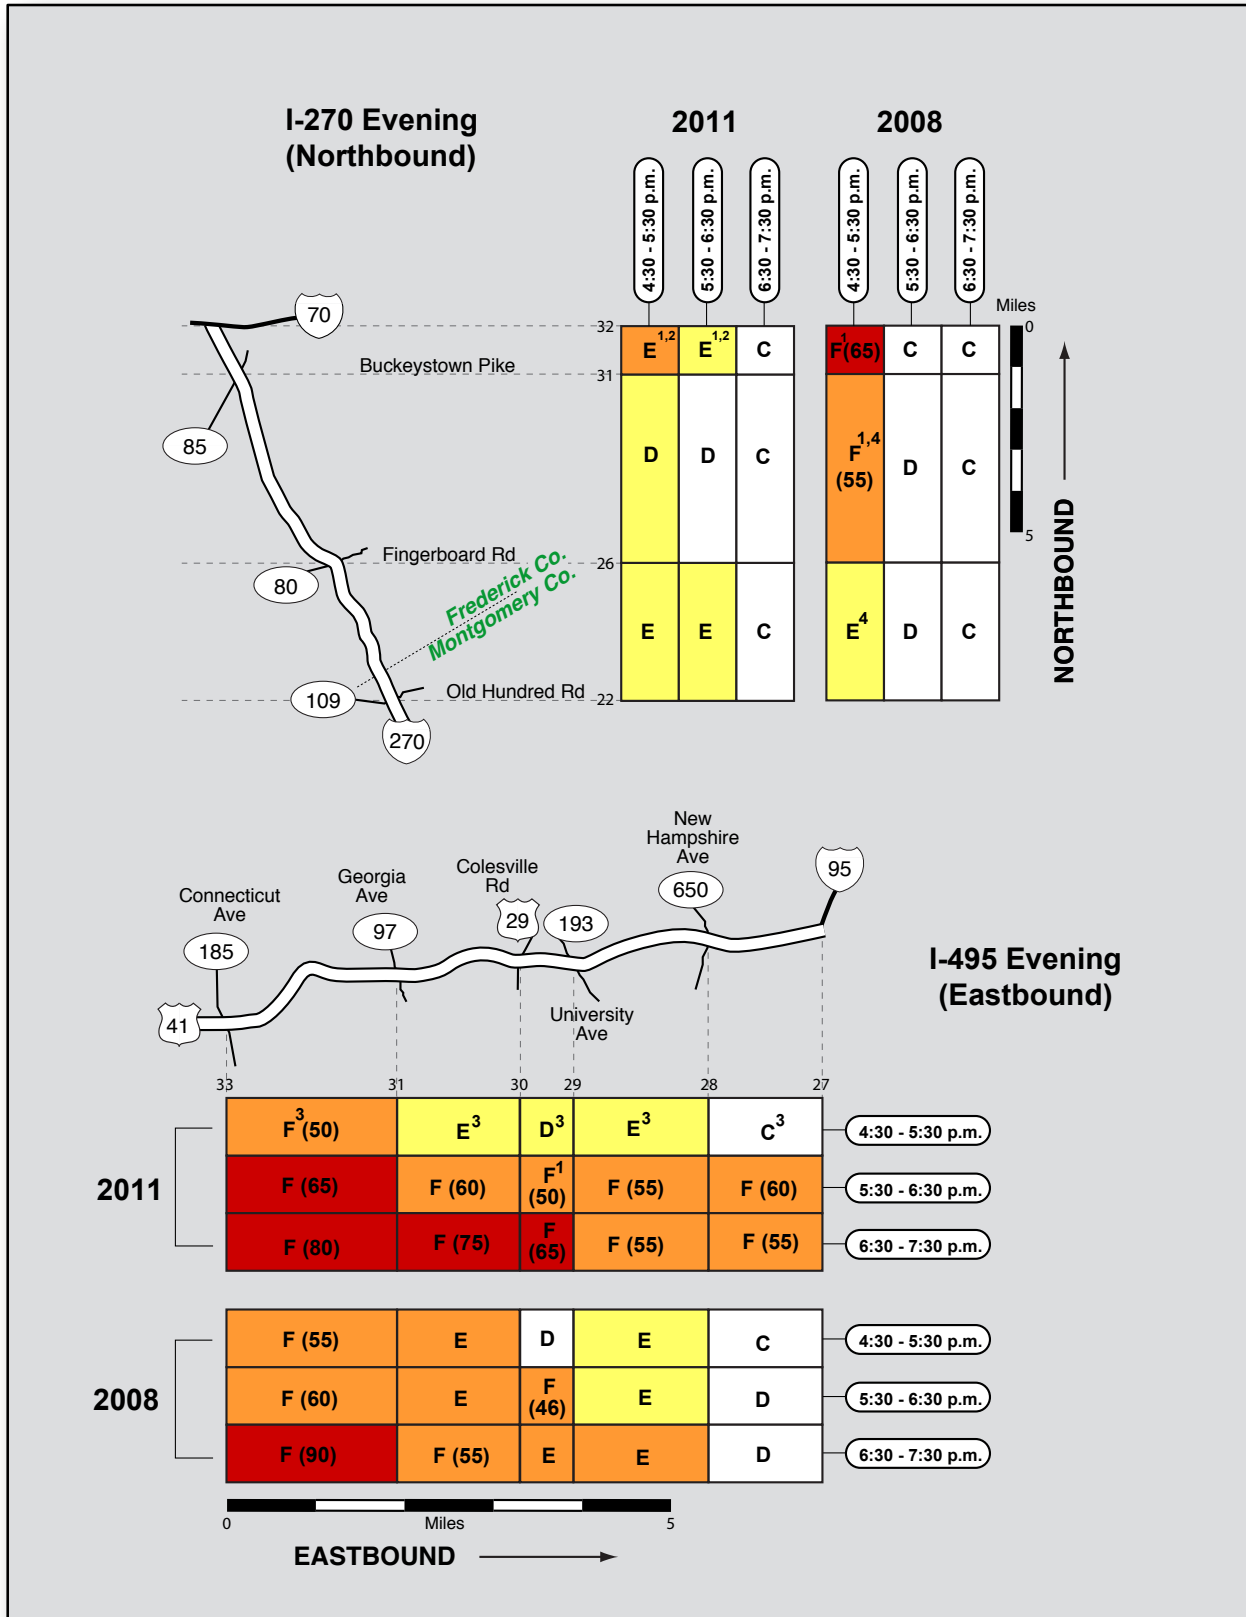 I-270 Evening
(Northbound)
2011
2008
4:30 - 5:30 p.m.
5:30 - 6:30 p.m.
6:30 - 7:30 p.m.
4:30 - 5:30 p.m.
5:30 - 6:30 p.m.
6:30 - 7:30 p.m.
Miles
0
5
NORTHBOUND
70
Buckeystown Pike
85
Fingerboard Rd
80
Frederick Co.
Montgomery Co.
109
Old Hundred Rd
270
32
31
26
22
E1,2 E1,2 C F1(65) C C
D D C F1,4 (55) D C
E E C E4 D C
Connecticut
Ave
185
Georgia
Ave
97
Colesville
Rd
29
193
University
Ave
New
Hampshire
Ave
650
95
41
I-495 Evening
(Eastbound)
33 31 30 29 28 27
2011
F3(50) E3 D3 E3 C3 4:30 - 5:30 p.m.
F (65) F (60) F1 (50) F (55) F (60) 5:30 - 6:30 p.m.
F (80) F (75) F (65) F (55) F (55) 6:30 - 7:30 p.m.
2008
F (55) E D E C 4:30 - 5:30 p.m.
F (60) E F (46) E D 5:30 - 6:30 p.m.
F (90) F (55) E E D 6:30 - 7:30 p.m.
0 Miles 5
EASTBOUND